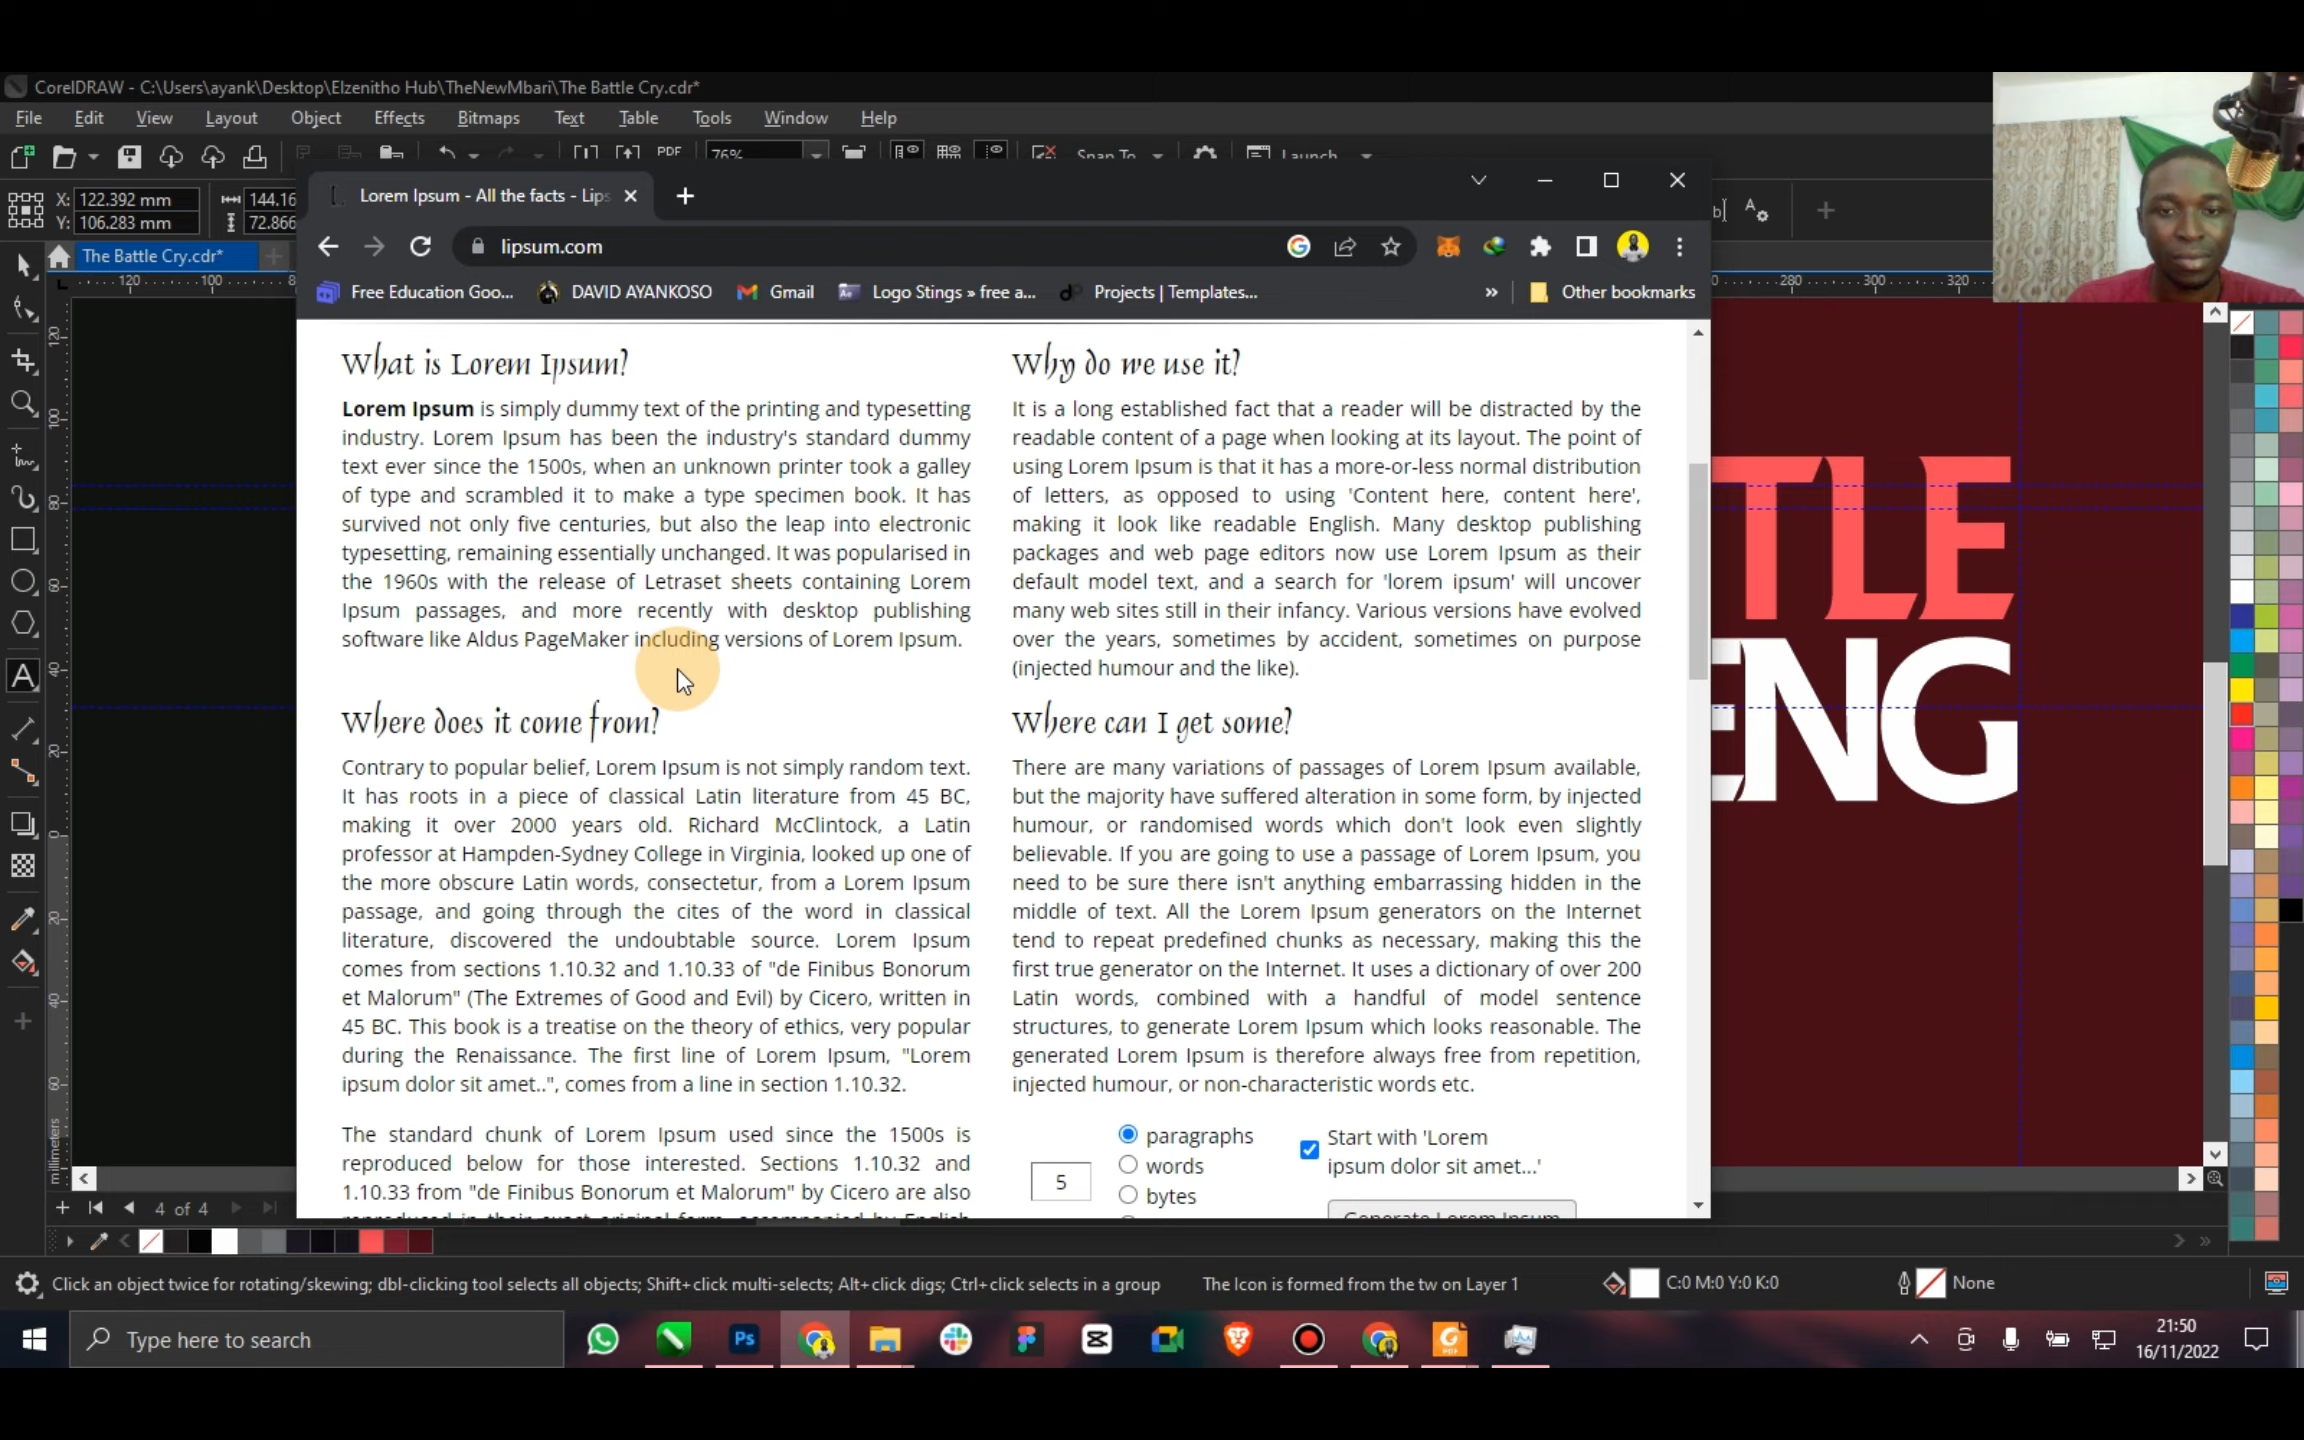 CorelDRAW - C:\Users\ayank\Desktop\Elzenitho Hub\TheNewMbari\The Battle Cry.cdr*
File Edit View Layout Object Effects Bitmaps Text Table Tools Window Help
PDF 76% Snap To Launch
X: 122.392 mm 144.16
Y: 106.283 mm 72.866
Lorem Ipsum - All the facts - Lips
The Battle Cry.cdr*
lipsum.com
120 100 280 300 320
Free Education Goo... DAVID AYANKOSO Gmail Logo Stings » free a... Projects | Templates... » Other bookmarks
What is Lorem Ipsum?
Lorem Ipsum is simply dummy text of the printing and typesetting
industry. Lorem Ipsum has been the industry's standard dummy
text ever since the 1500s, when an unknown printer took a galley
of type and scrambled it to make a type specimen book. It has
survived not only five centuries, but also the leap into electronic
typesetting, remaining essentially unchanged. It was popularised in
the 1960s with the release of Letraset sheets containing Lorem
Ipsum passages, and more recently with desktop publishing
software like Aldus PageMaker including versions of Lorem Ipsum.
Why do we use it?
It is a long established fact that a reader will be distracted by the
readable content of a page when looking at its layout. The point of
using Lorem Ipsum is that it has a more-or-less normal distribution
of letters, as opposed to using 'Content here, content here',
making it look like readable English. Many desktop publishing
packages and web page editors now use Lorem Ipsum as their
default model text, and a search for 'lorem ipsum' will uncover
many web sites still in their infancy. Various versions have evolved
over the years, sometimes by accident, sometimes on purpose
(injected humour and the like).
Where does it come from?
Contrary to popular belief, Lorem Ipsum is not simply random text.
It has roots in a piece of classical Latin literature from 45 BC,
making it over 2000 years old. Richard McClintock, a Latin
professor at Hampden-Sydney College in Virginia, looked up one of
the more obscure Latin words, consectetur, from a Lorem Ipsum
passage, and going through the cites of the word in classical
literature, discovered the undoubtable source. Lorem Ipsum
comes from sections 1.10.32 and 1.10.33 of "de Finibus Bonorum
et Malorum" (The Extremes of Good and Evil) by Cicero, written in
45 BC. This book is a treatise on the theory of ethics, very popular
during the Renaissance. The first line of Lorem Ipsum, "Lorem
ipsum dolor sit amet..", comes from a line in section 1.10.32.
The standard chunk of Lorem Ipsum used since the 1500s is
reproduced below for those interested. Sections 1.10.32 and
1.10.33 from "de Finibus Bonorum et Malorum" by Cicero are also
reproduced in their exact original form, accompanied by English
Where can I get some?
There are many variations of passages of Lorem Ipsum available,
but the majority have suffered alteration in some form, by injected
humour, or randomised words which don't look even slightly
believable. If you are going to use a passage of Lorem Ipsum, you
need to be sure there isn't anything embarrassing hidden in the
middle of text. All the Lorem Ipsum generators on the Internet
tend to repeat predefined chunks as necessary, making this the
first true generator on the Internet. It uses a dictionary of over 200
Latin words, combined with a handful of model sentence
structures, to generate Lorem Ipsum which looks reasonable. The
generated Lorem Ipsum is therefore always free from repetition,
injected humour, or non-characteristic words etc.
5
paragraphs
words
bytes
Start with 'Lorem
ipsum dolor sit amet...'
Generate Lorem Ipsum
TLE
ENG
millimeters
4 of 4
Click an object twice for rotating/skewing; dbl-clicking tool selects all objects; Shift+click multi-selects; Alt+click digs; Ctrl+click selects in a group The Icon is formed from the tw on Layer 1 C:0 M:0 Y:0 K:0 None
Type here to search
Ps
21:50
16/11/2022